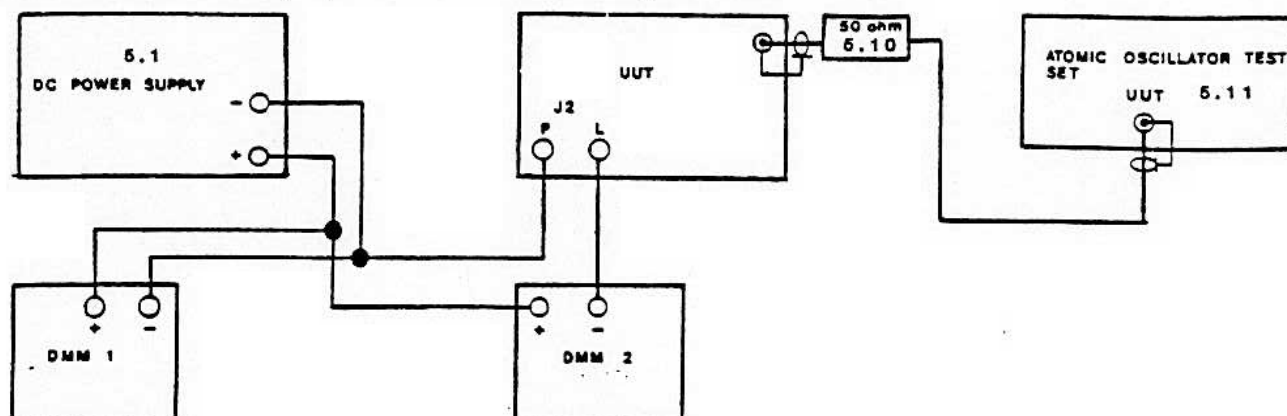 5.1
DC POWER SUPPLY
-
+
UUT
J2
P L
50 ohm
5.10
ATOMIC OSCILLATOR TEST
SET
UUT 5.11
+ -
DMM 1
+ -
DMM 2